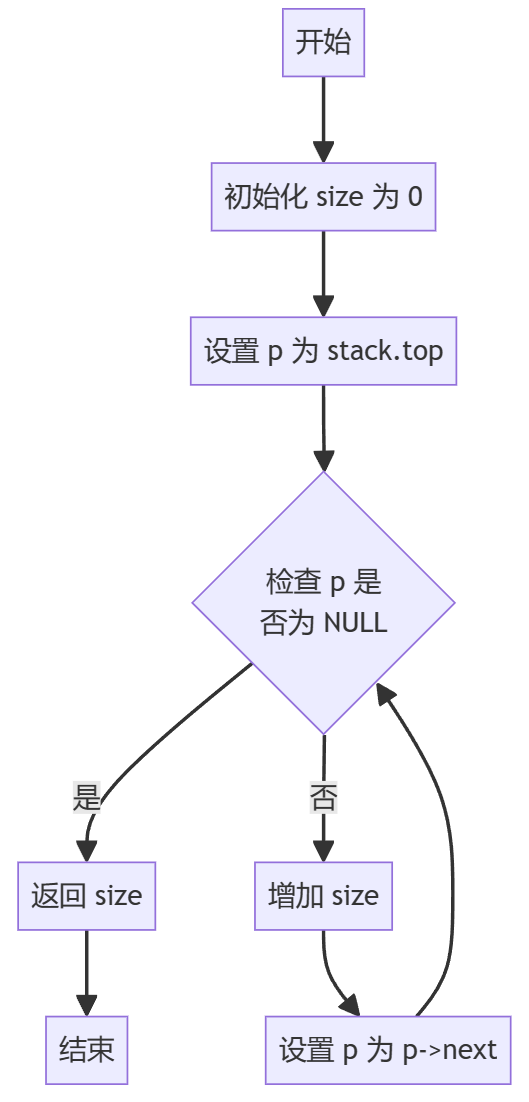 开始
初始化 size 为 0
设置 p 为 stack.top
检查 p 是
否为 NULL
是
否
返回 size
增加 size
结束
设置 p 为 p->next